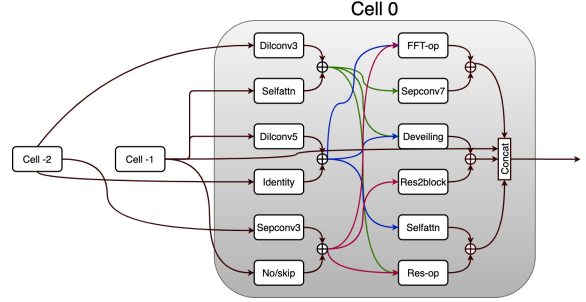 Cell 0
Dilconv3
FFT-op
Selfattn
Sepconv7
Dilconv5
Deveiling
Cell -2
Cell -1
Concat
Identity
Res2block
Sepconv3
Selfattn
No/skip
Res-op